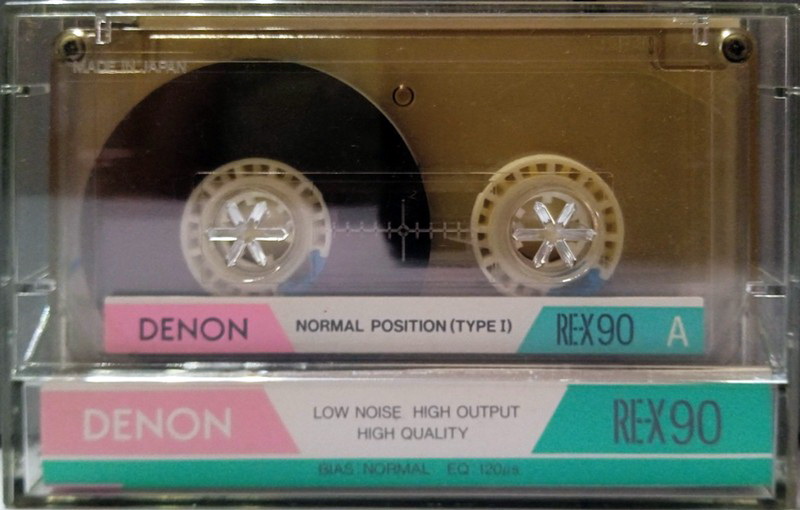 MADE IN JAPAN
DENON NORMAL POSITION (TYPE I) RE-X90 A
DENON LOW NOISE HIGH OUTPUT RE-X90
HIGH QUALITY
BIAS NORMAL EQ 120μs